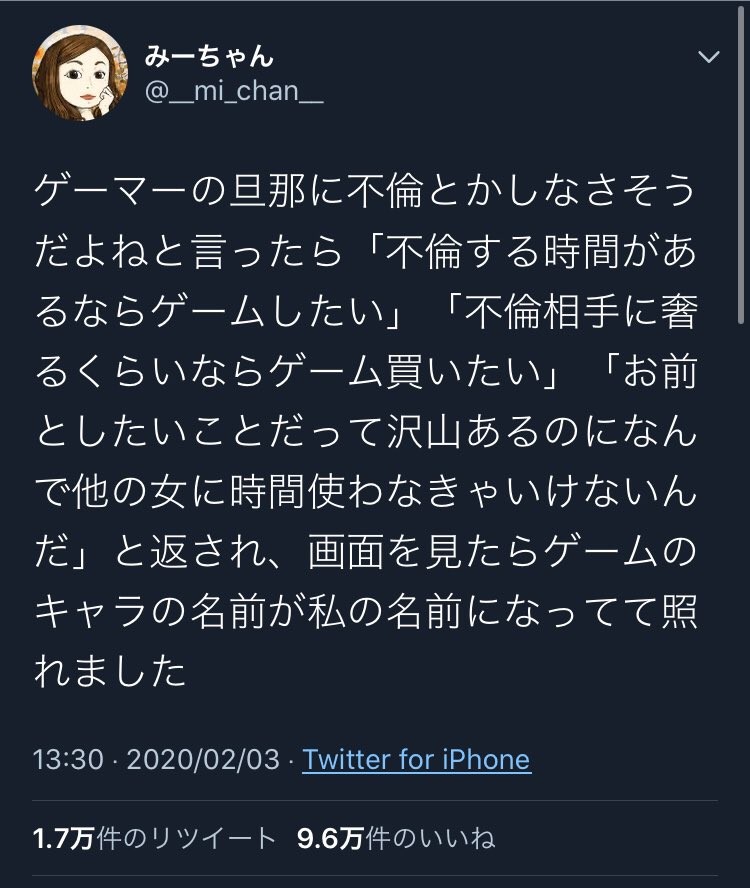 みーちゃん
@__mi_chan__
ゲーマーの旦那に不倫とかしなさそう
だよねと言ったら「不倫する時間があ
るならゲームしたい」「不倫相手に奢
るくらいならゲーム買いたい」「お前
としたいことだって沢山あるのになん
で他の女に時間使わなきゃいけないん
だ」と返され、画面を見たらゲームの
キャラの名前が私の名前になってて照
れました
13:30 · 2020/02/03 · Twitter for iPhone
1.7万件のリツイート 9.6万件のいいね